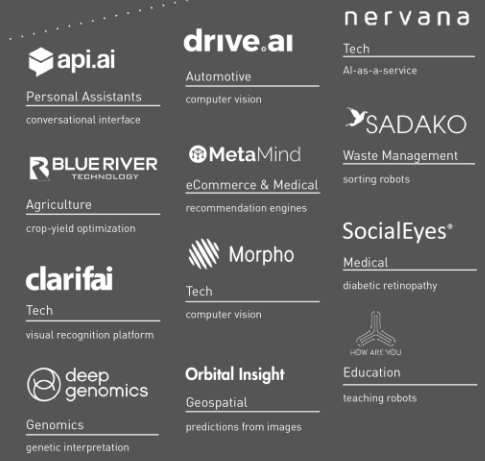 api.ai
Personal Assistants
conversational interface
BLUE RIVER
TECHNOLOGY
Agriculture
crop-yield optimization
clarifai
Tech
visual recognition platform
deep
genomics
Genomics
genetic interpretation
drive.ai
Automotive
computer vision
MetaMind
eCommerce & Medical
recommendation engines
Morpho
Tech
computer vision
Orbital Insight
Geospatial
predictions from images
nervana
Tech
AI-as-a-service
SADAKO
Waste Management
sorting robots
SocialEyes®
Medical
diabetic retinopathy
HOW ARE YOU
Education
teaching robots